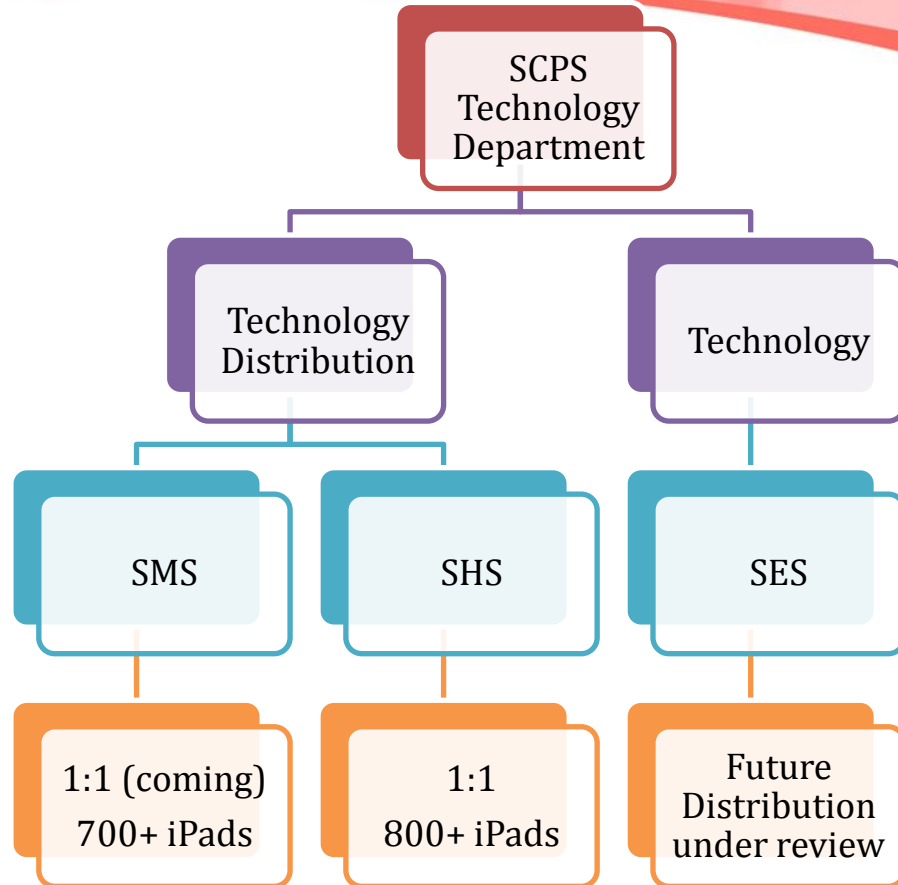 SCPS
Technology
Department
Technology
Distribution
Technology
SMS
SHS
SES
1:1 (coming)
700+ iPads
1:1
800+ iPads
Future
Distribution
under review